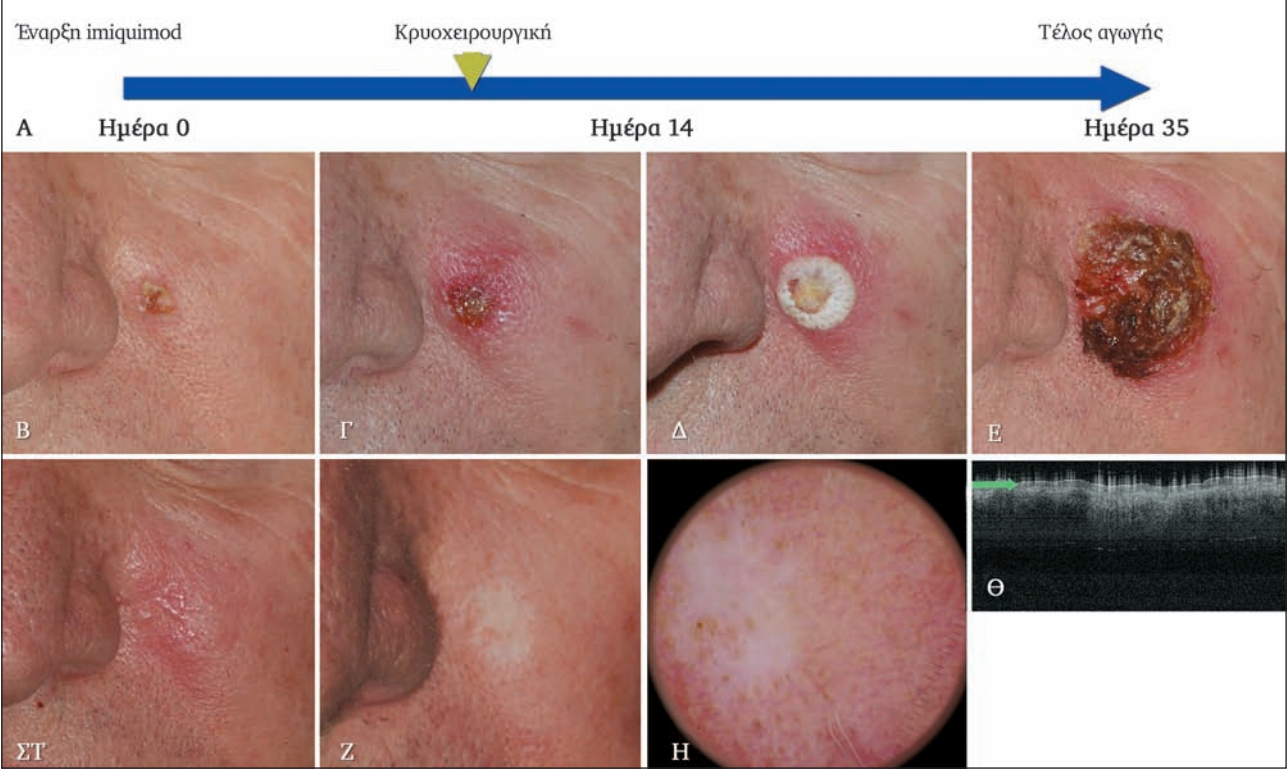 Έναρξη imiquimod
Κρυοχειρουργική
Τέλος αγωγής
Α Ημέρα 0 Ημέρα 14 Ημέρα 35
Β Γ Δ Ε
ΣΤ Ζ Η Θ